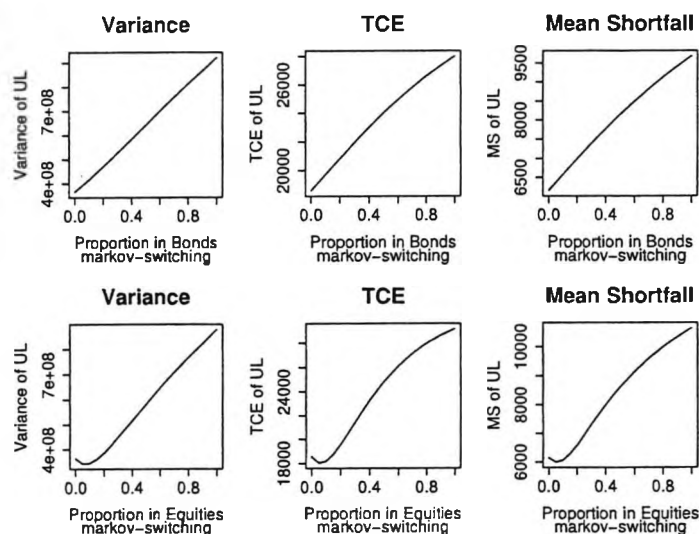 Variance
TCE
Mean Shortfall
Variance of UL
4e+08
7e+08
0.0
0.4
0.8
Proportion in Bonds
markov-switching
TCE of UL
20000
26000
0.0
0.4
0.8
Proportion in Bonds
markov-switching
MS of UL
6500
8000
9500
0.0
0.4
0.8
Proportion in Bonds
markov-switching
Variance
TCE
Mean Shortfall
Variance of UL
4e+08
7e+08
0.0
0.4
0.8
Proportion in Equities
markov-switching
TCE of UL
18000
24000
0.0
0.4
0.8
Proportion in Equities
markov-switching
MS of UL
6000
8000
10000
0.0
0.4
0.8
Proportion in Equities
markov-switching